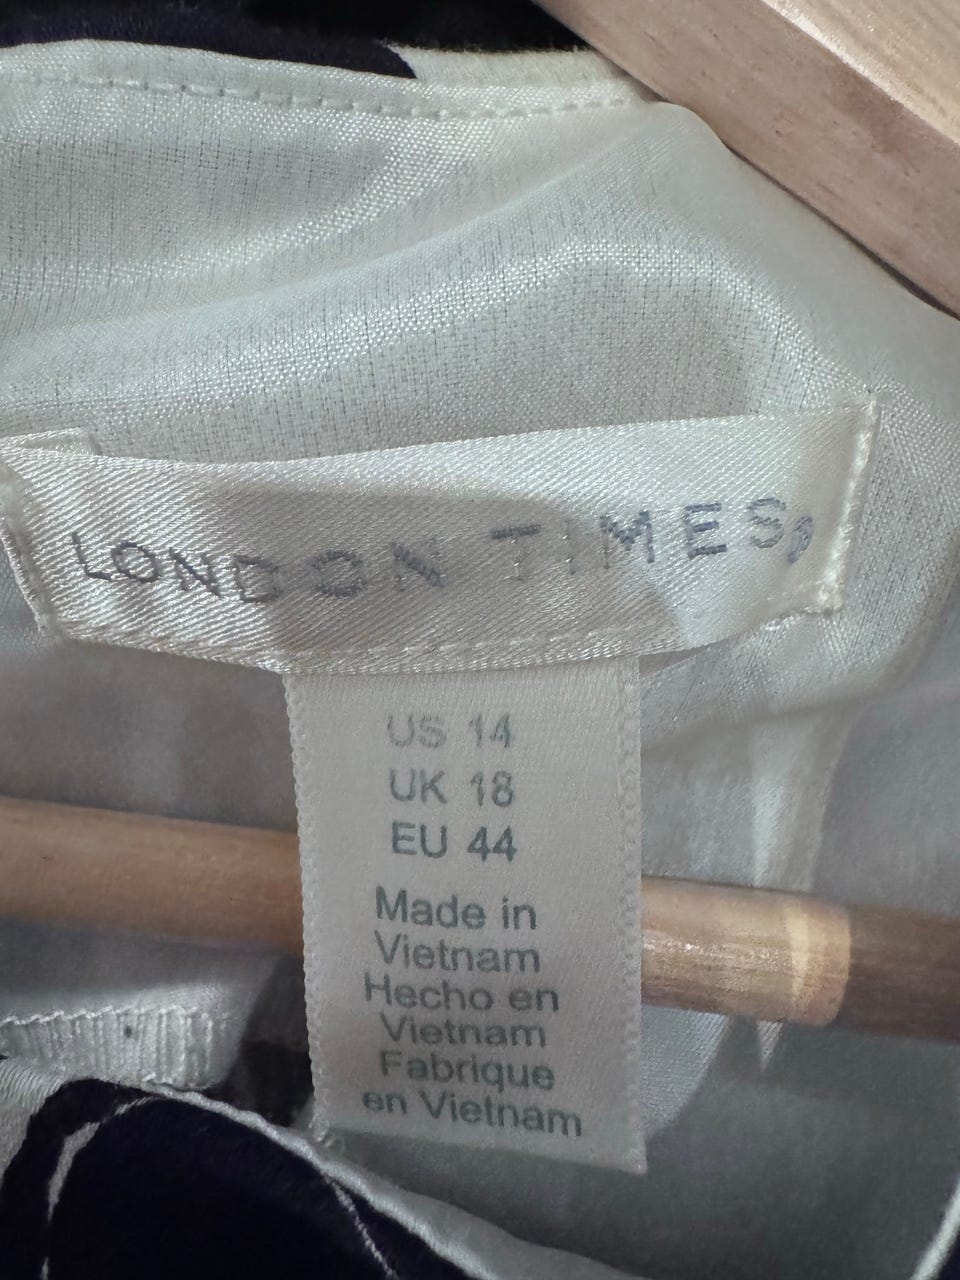 LONDON TIMES,
US 14
UK 18
EU 44
Made in
Vietnam
Hecho en
Vietnam
Fabrique
en Vietnam